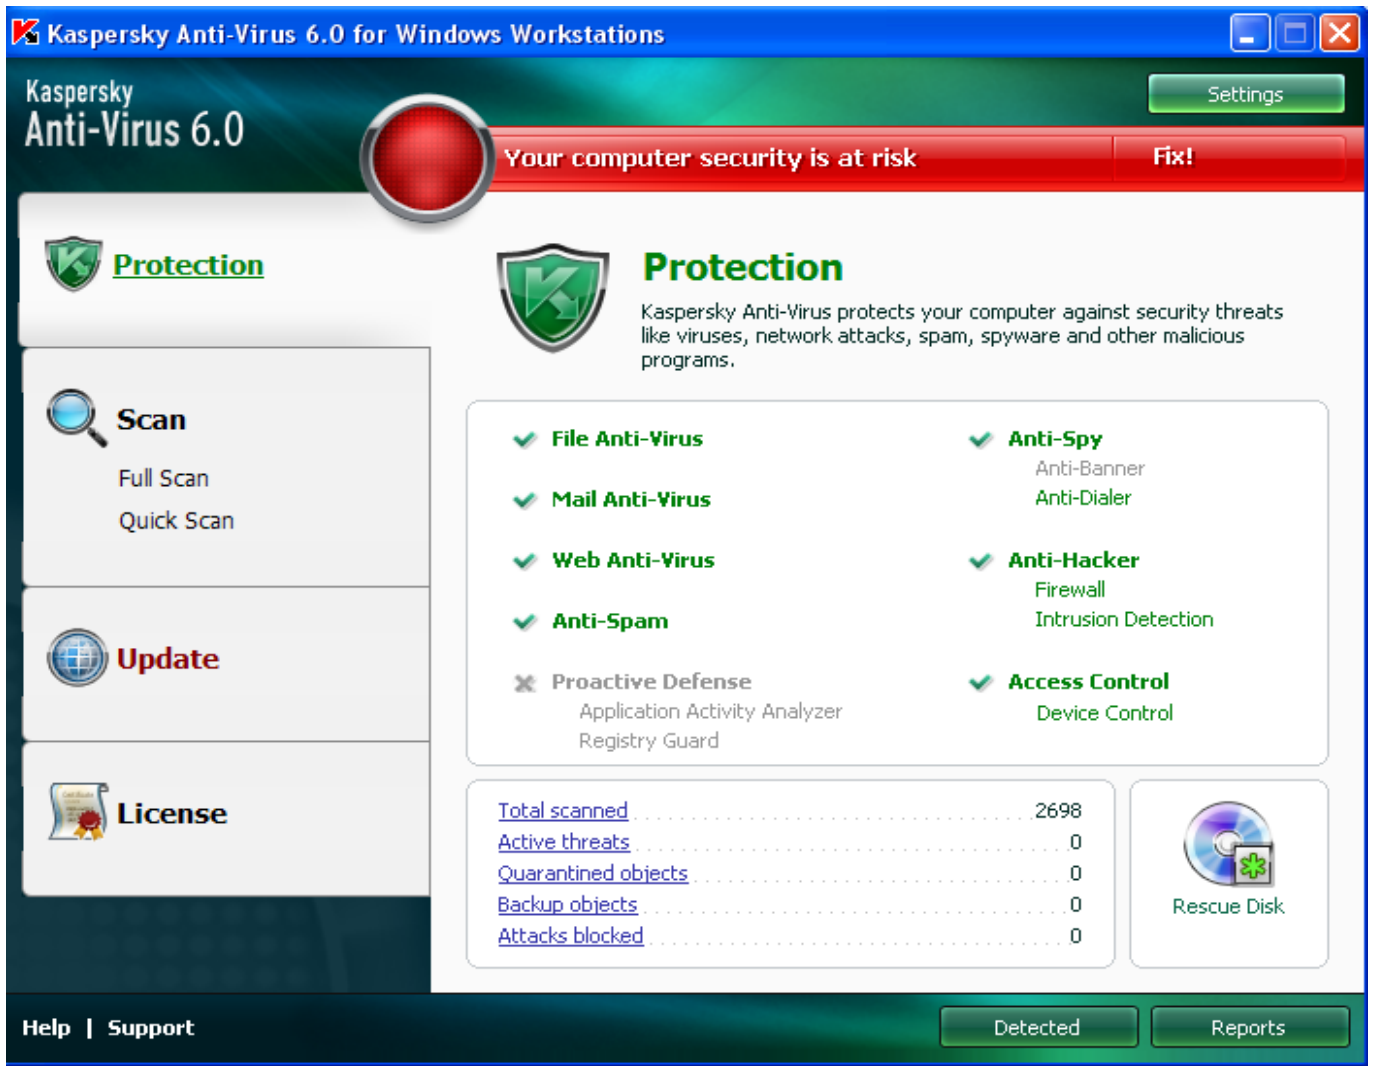 Kaspersky Anti-Virus 6.0 for Windows Workstations
Kaspersky
Anti-Virus 6.0
Settings
Your computer security is at risk
Fix!
Protection
Scan
Full Scan
Quick Scan
Update
License
Protection
Kaspersky Anti-Virus protects your computer against security threats
like viruses, network attacks, spam, spyware and other malicious
programs.
File Anti-Virus
Mail Anti-Virus
Web Anti-Virus
Anti-Spam
Proactive Defense
Application Activity Analyzer
Registry Guard
Anti-Spy
Anti-Banner
Anti-Dialer
Anti-Hacker
Firewall
Intrusion Detection
Access Control
Device Control
Total scanned 2698
Active threats 0
Quarantined objects 0
Backup objects 0
Attacks blocked 0
Rescue Disk
Help | Support
Detected
Reports